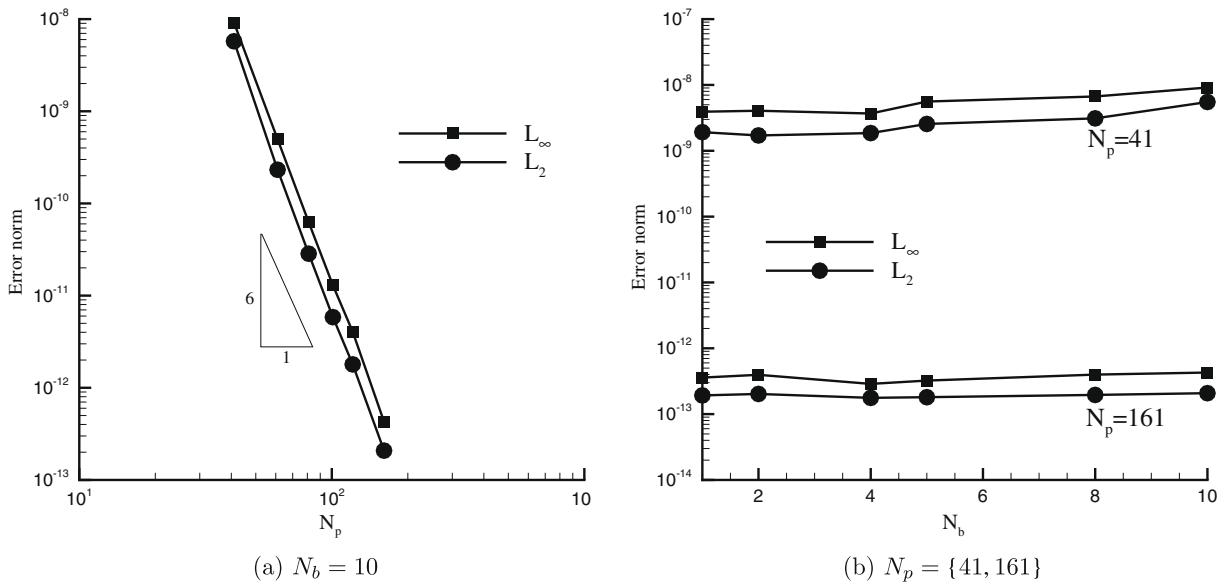 10^-8
10^-9
10^-10
10^-11
10^-12
10^-13
Error norm
L_∞
L_2
6
1
10^1
10^2
10
N_p
(a) N_b = 10
10^-7
10^-8
10^-9
10^-10
10^-11
10^-12
10^-13
10^-14
Error norm
N_p=41
L_∞
L_2
N_p=161
2
4
6
8
10
N_b
(b) N_p = {41, 161}